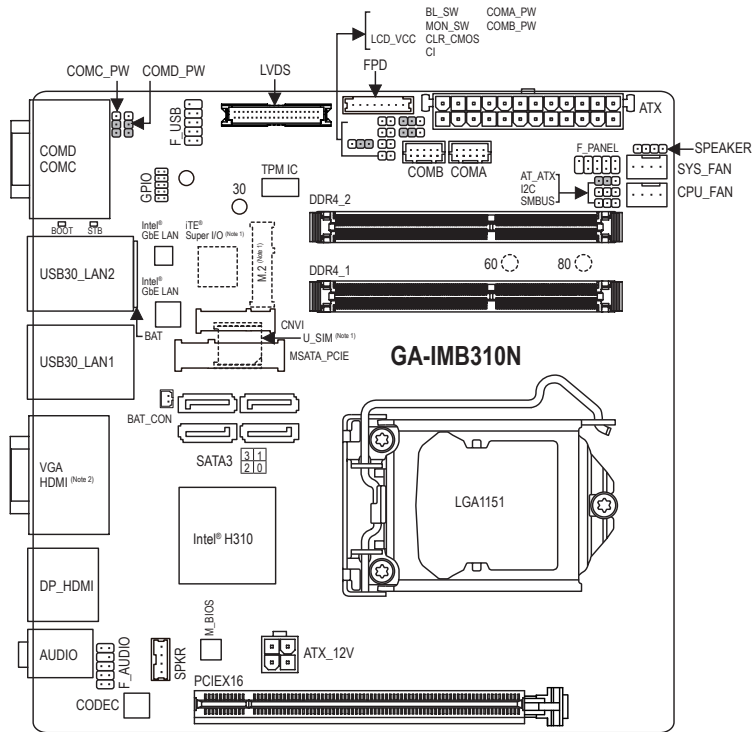 BL_SW COMA_PW
MON_SW COMB_PW
LCD_VCC CLR_CMOS
CI
COMC_PW COMD_PW
LVDS
FPD
ATX
F_USB
COMD
COMC
SPEAKER
F_PANEL
SYS_FAN
COMB COMA
TPM IC
GPIO
30
AT_ATX
I2C
SMBUS
CPU_FAN
DDR4_2
BOOT STB
Intel®
GbE LAN
iTE®
Super I/O (Note 1)
M.2 (Note 1)
USB30_LAN2
60 80
DDR4_1
Intel®
GbE LAN
BAT
CNVI
U_SIM (Note 1)
MSATA_PCIE
USB30_LAN1
GA-IMB310N
BAT_CON
SATA3
3 1
2 0
VGA
HDMI (Note 2)
LGA1151
Intel® H310
DP_HDMI
M_BIOS
AUDIO
F_AUDIO
SPKR
ATX_12V
PCIEX16
CODEC